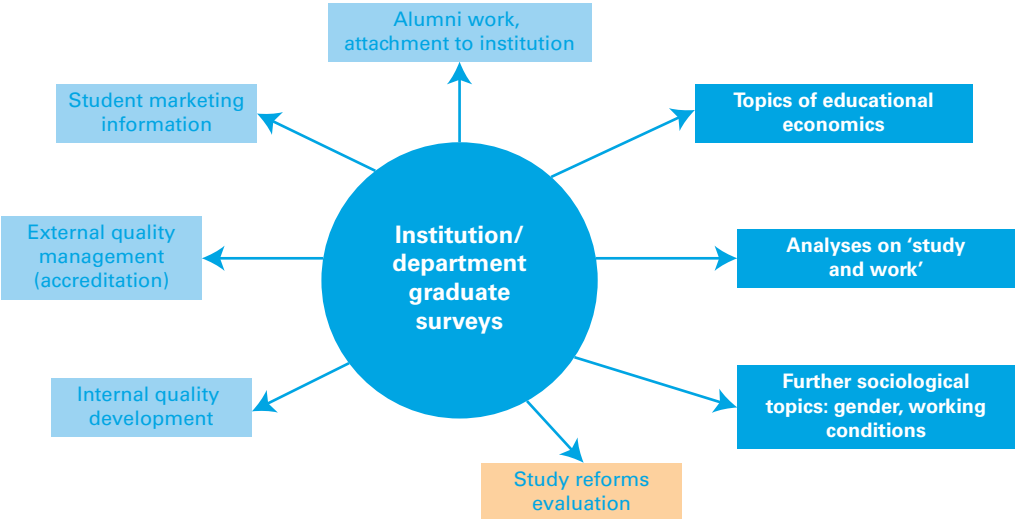 Alumni work,
attachment to institution
Student marketing
information
Topics of educational
economics
External quality
management
(accreditation)
Institution/
department
graduate
surveys
Analyses on ‘study
and work’
Internal quality
development
Further sociological
topics: gender, working
conditions
Study reforms
evaluation